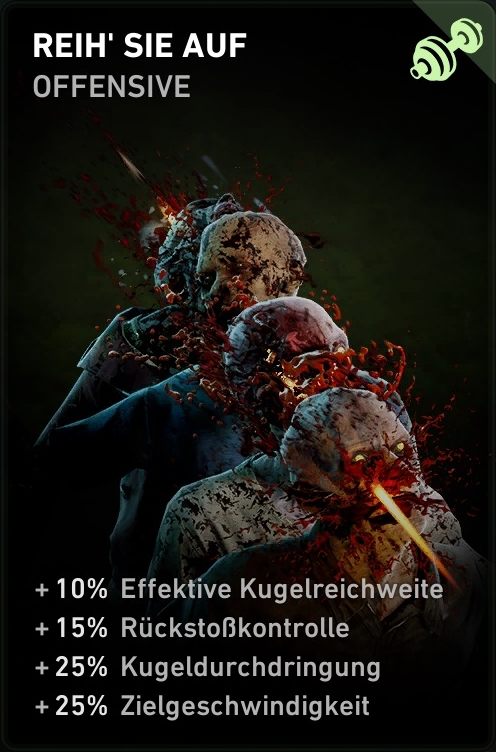 REIH' SIE AUF
OFFENSIVE
+ 10% Effektive Kugelreichweite
+ 15% Rückstoßkontrolle
+ 25% Kugeldurchdringung
+ 25% Zielgeschwindigkeit